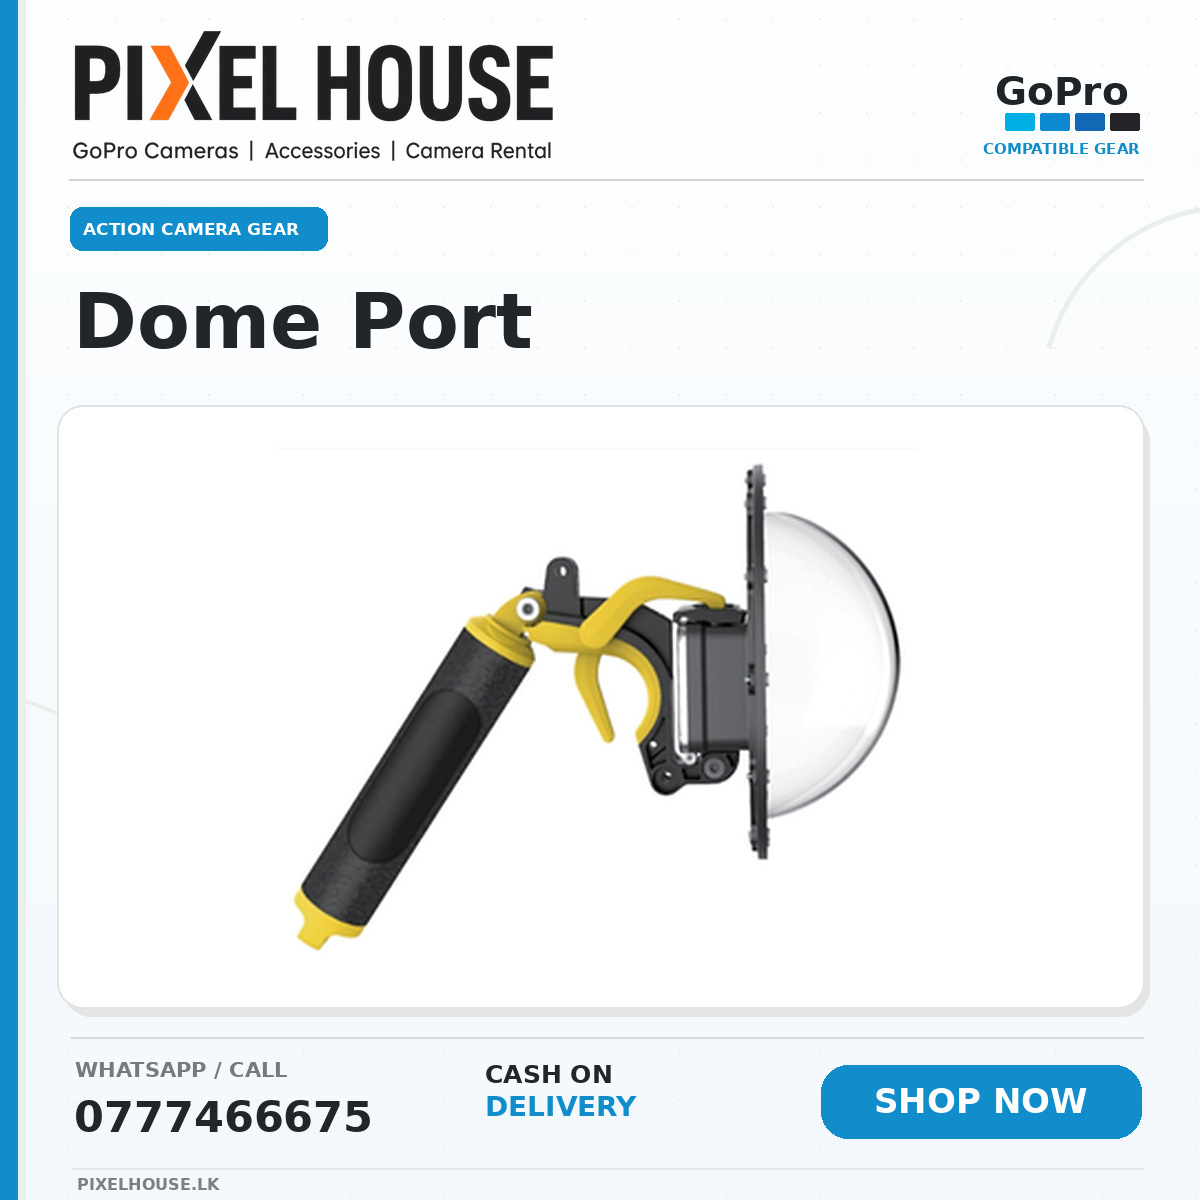 PIXEL HOUSE
GoPro Cameras | Accessories | Camera Rental
GoPro
COMPATIBLE GEAR
ACTION CAMERA GEAR
Dome Port
WHATSAPP / CALL
0777466675
CASH ON
DELIVERY
SHOP NOW
PIXELHOUSE.LK